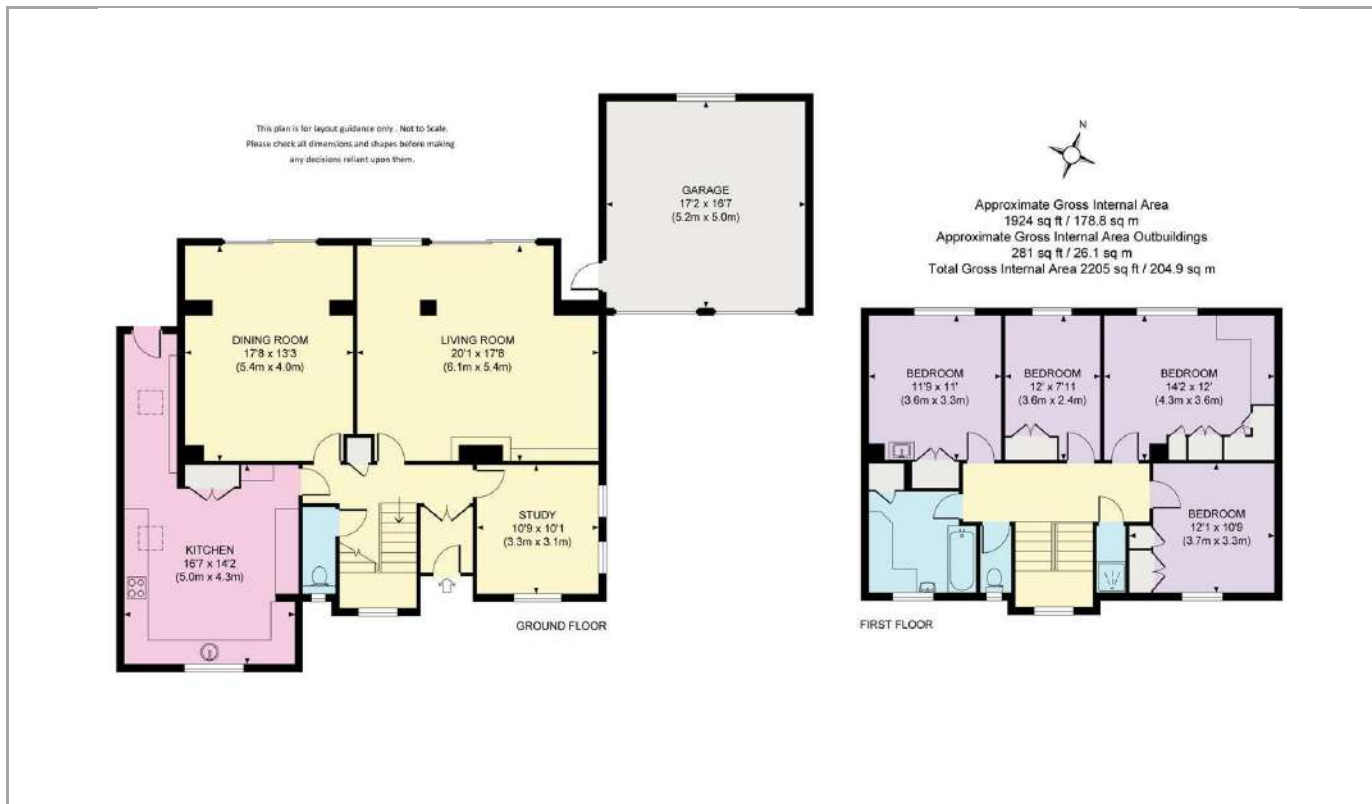 This plan is for layout guidance only . Not to Scale.
Please check all dimensions and shapes before making
any decisions reliant upon them.
N
Approximate Gross Internal Area
1924 sq ft / 178.8 sq m
Approximate Gross Internal Area Outbuildings
281 sq ft / 26.1 sq m
Total Gross Internal Area 2205 sq ft / 204.9 sq m
GARAGE
17'2 x 16'7
(5.2m x 5.0m)
DINING ROOM
17'8 x 13'3
(5.4m x 4.0m)
LIVING ROOM
20'1 x 17'8
(6.1m x 5.4m)
STUDY
10'9 x 10'1
(3.3m x 3.1m)
KITCHEN
16'7 x 14'2
(5.0m x 4.3m)
GROUND FLOOR
BEDROOM
11'9 x 11'
(3.6m x 3.3m)
BEDROOM
12' x 7'11
(3.6m x 2.4m)
BEDROOM
14'2 x 12'
(4.3m x 3.6m)
BEDROOM
12'1 x 10'9
(3.7m x 3.3m)
FIRST FLOOR